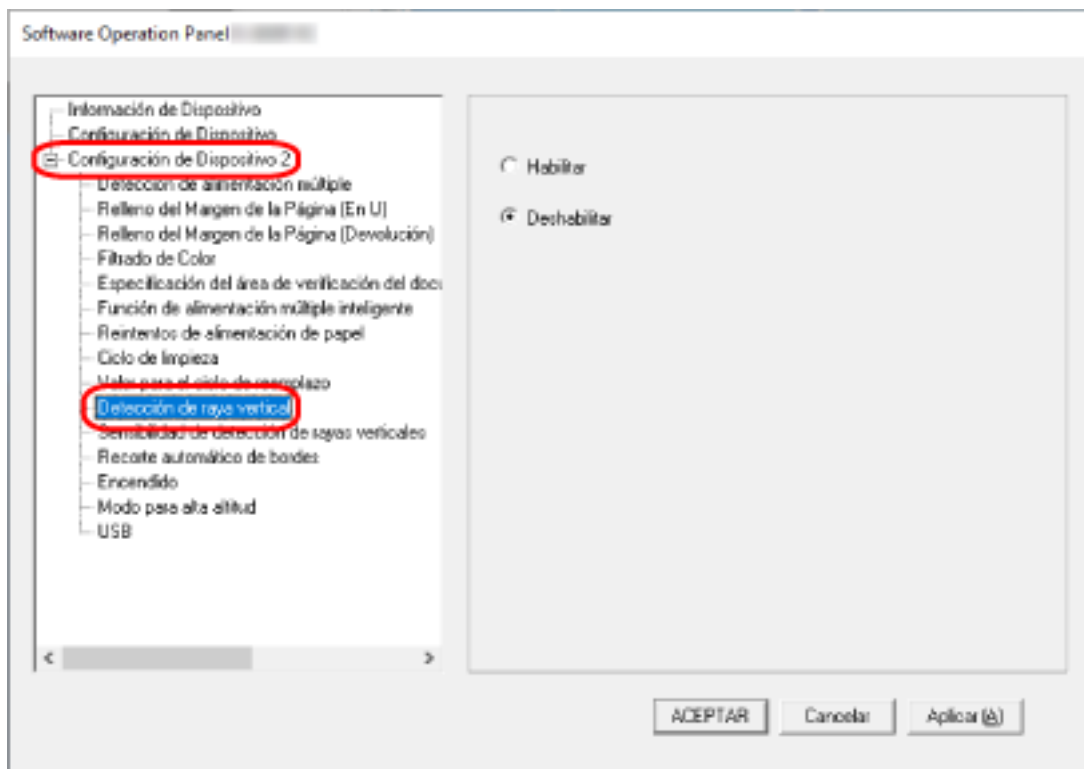 Software Operation Panel
Información de Dispositivo
Configuración de Dispositivo
Configuración de Dispositivo 2
Detección de alimentación múltiple
Relleno del Margen de la Página (En U)
Relleno del Margen de la Página (Devolución)
Filtrado de Color
Especificación del área de verificación del docu
Función de alimentación múltiple inteligente
Reintentos de alimentación de papel
Ciclo de limpieza
Valor para el ciclo de reemplazo
Detección de raya vertical
Sensibilidad de detección de rayas verticales
Recorte automático de bordes
Encendido
Modo para alta altitud
USB
Habilitar
Deshabilitar
ACEPTAR
Cancelar
Aplicar (A)